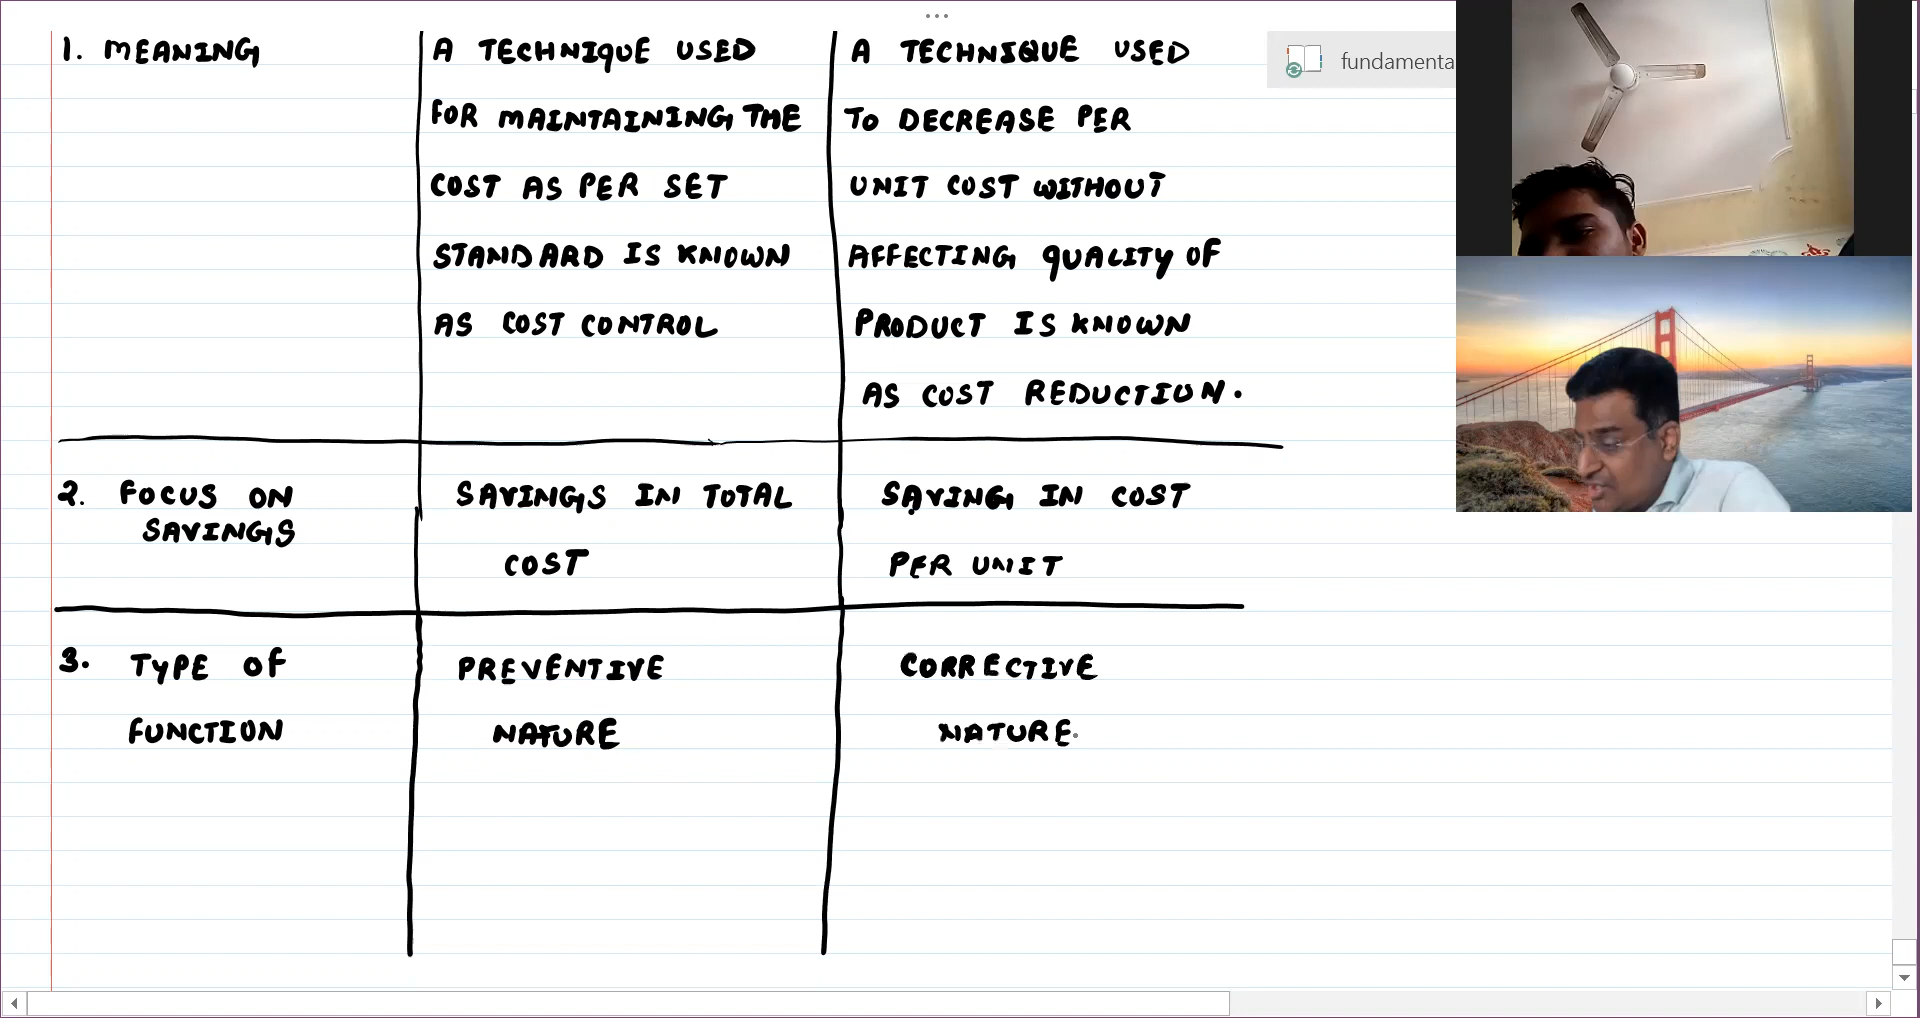 1. MEANING
A TECHNIQUE USED
FOR MAINTAINING THE
COST AS PER SET
STANDARD IS KNOWN
AS COST CONTROL
A TECHNIQUE USED
TO DECREASE PER
UNIT COST WITHOUT
AFFECTING QUALITY OF
PRODUCT IS KNOWN
AS COST REDUCTION.
2. FOCUS ON
SAVINGS
SAVINGS IN TOTAL
COST
SAVING IN COST
PER UNIT
3. TYPE OF
FUNCTION
PREVENTIVE
NATURE
CORRECTIVE
NATURE.
fundamenta